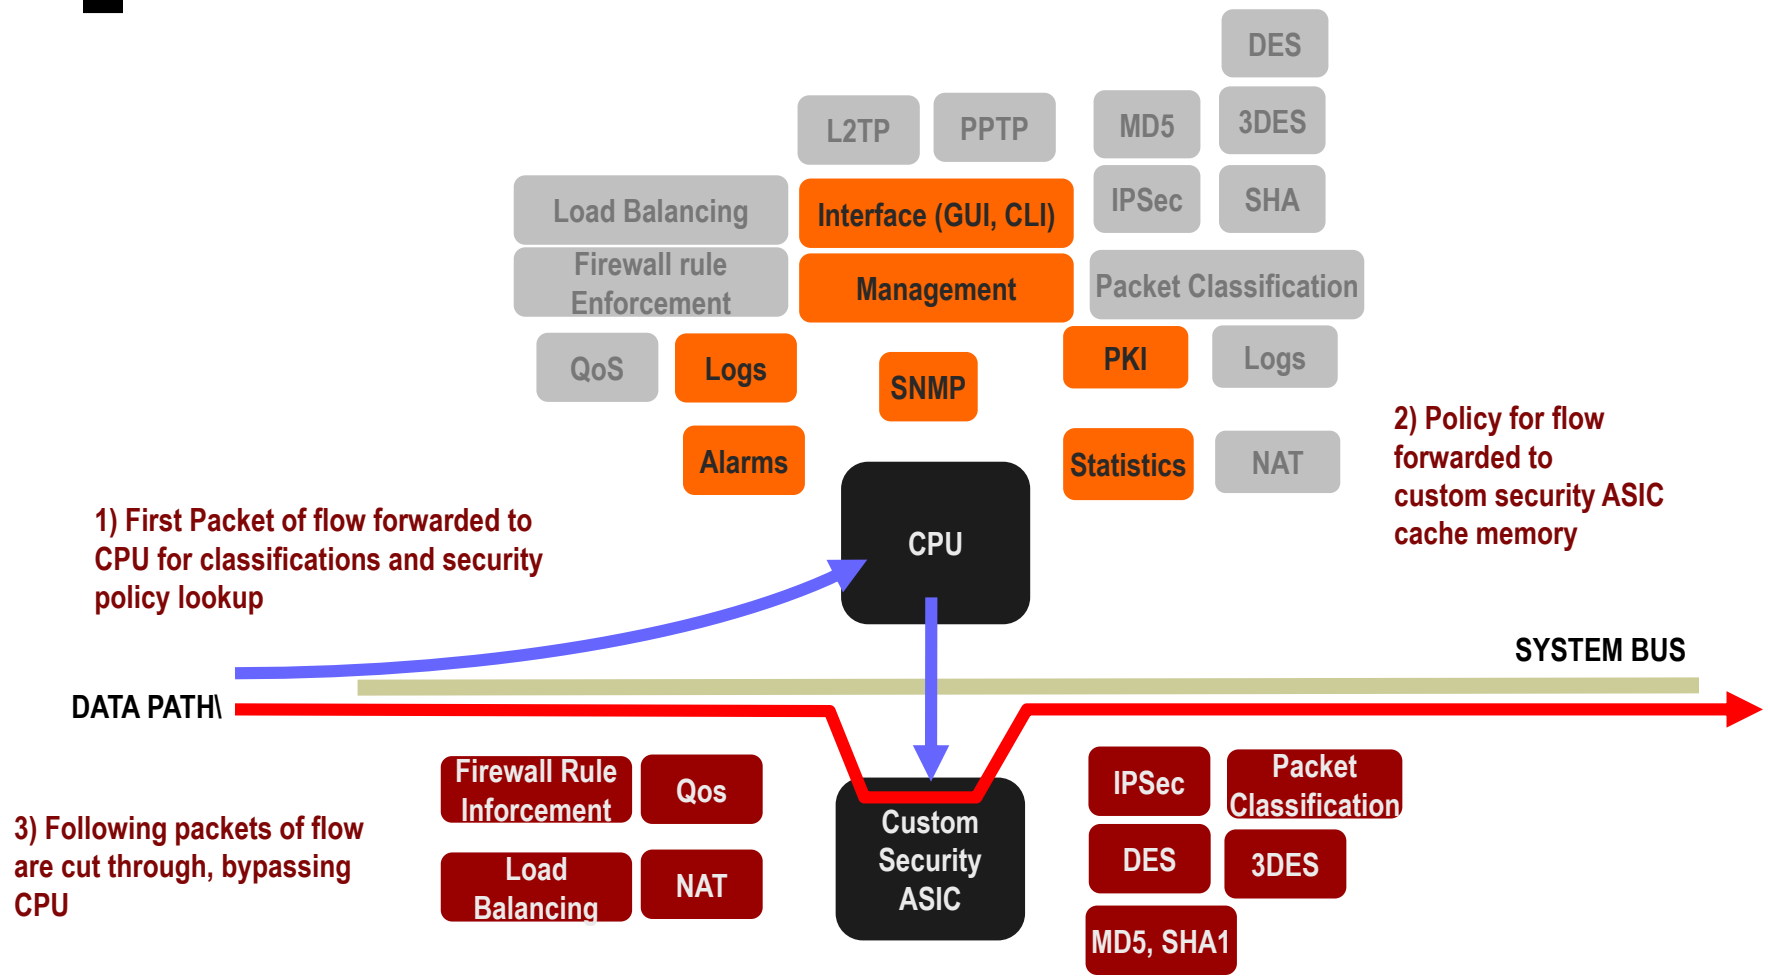 DES
L2TP
PPTP
MD5
3DES
Load Balancing
Interface (GUI, CLI)
IPSec
SHA
Firewall rule
Enforcement
Management
Packet Classification
QoS
Logs
SNMP
PKI
Logs
Alarms
Statistics
NAT
2) Policy for flow
forwarded to
custom security ASIC
cache memory
1) First Packet of flow forwarded to
CPU for classifications and security
policy lookup
CPU
SYSTEM BUS
DATA PATH\
Firewall Rule
Inforcement
Qos
IPSec
Packet
Classification
3) Following packets of flow
are cut through, bypassing
CPU
Load
Balancing
NAT
Custom
Security
ASIC
DES
3DES
MD5, SHA1